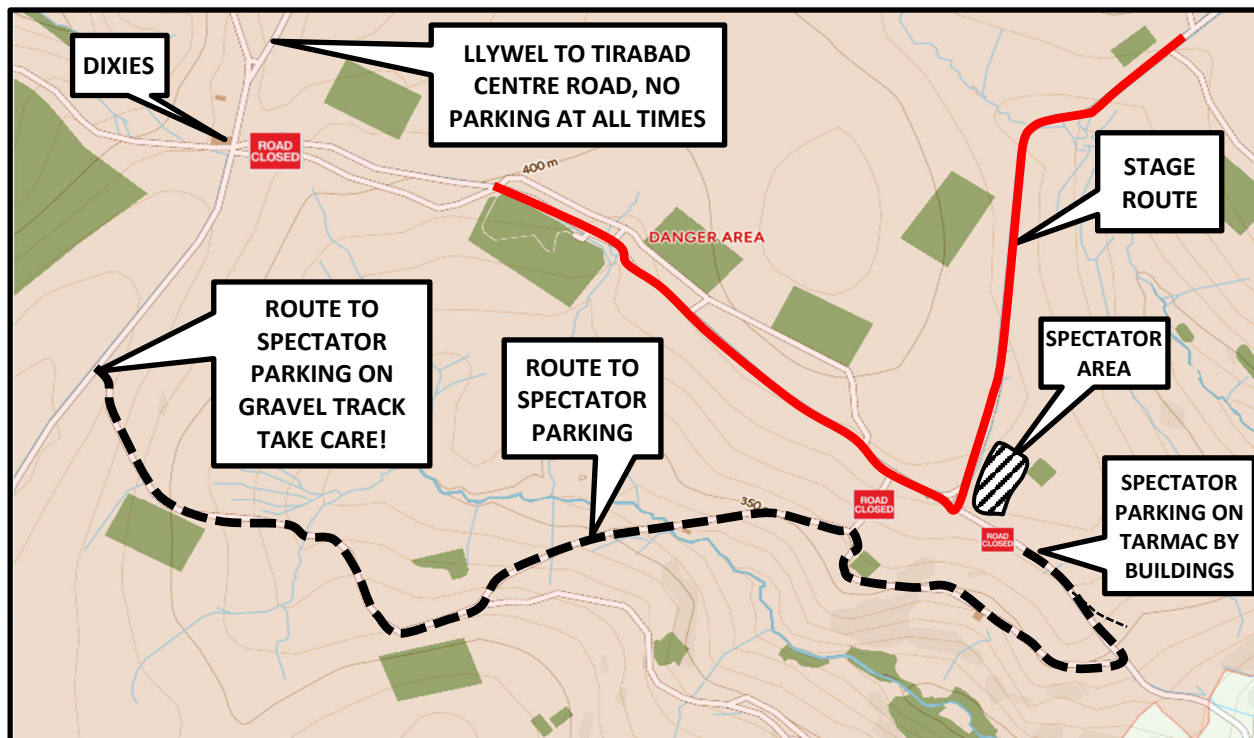 DIXIES
LLYWEL TO TIRABAD
CENTRE ROAD, NO
PARKING AT ALL TIMES
ROAD
CLOSED
400 m
STAGE
ROUTE
DANGER AREA
ROUTE TO
SPECTATOR
PARKING ON
GRAVEL TRACK
TAKE CARE!
ROUTE TO
SPECTATOR
PARKING
SPECTATOR
AREA
SPECTATOR
PARKING ON
TARMAC BY
BUILDINGS
350
ROAD
CLOSED
ROAD
CLOSED